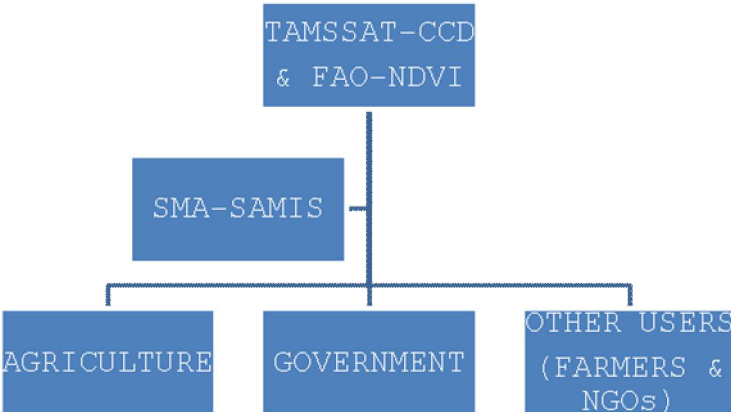 TAMSSAT-CCD
& FAO-NDVI
SMA-SAMIS
AGRICULTURE
GOVERNMENT
OTHER USERS
(FARMERS &
NGOs)